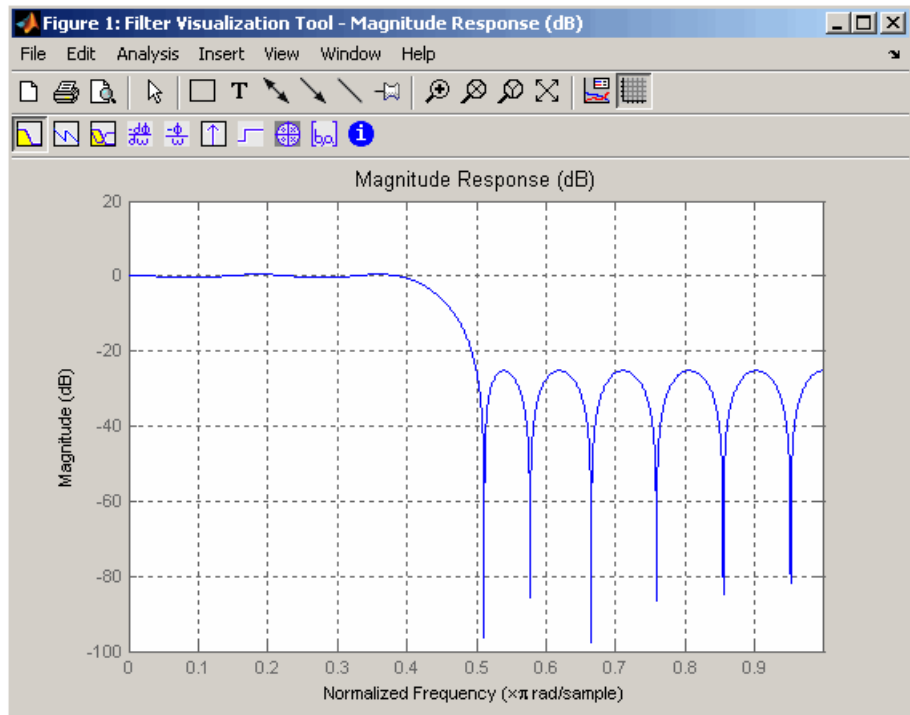 Figure 1: Filter Visualization Tool - Magnitude Response (dB)
File Edit Analysis Insert View Window Help
T
-dϕ
dω
-ϕ
ω
[b,a]
i
Magnitude Response (dB)
20
0
-20
-40
-60
-80
-100
Magnitude (dB)
0 0.1 0.2 0.3 0.4 0.5 0.6 0.7 0.8 0.9
Normalized Frequency (×π rad/sample)